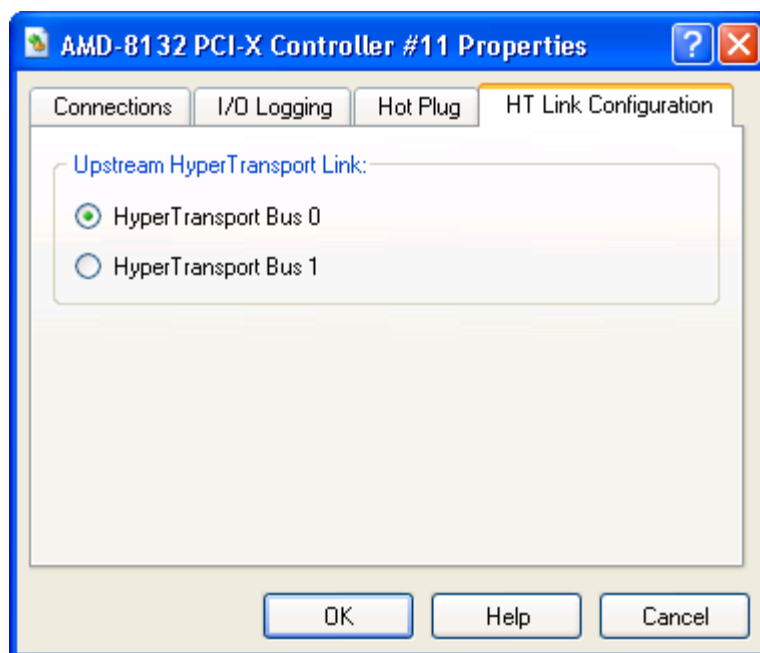 AMD-8132 PCI-X Controller #11 Properties
Connections I/O Logging Hot Plug HT Link Configuration
Upstream HyperTransport Link:
HyperTransport Bus 0
HyperTransport Bus 1
OK Help Cancel